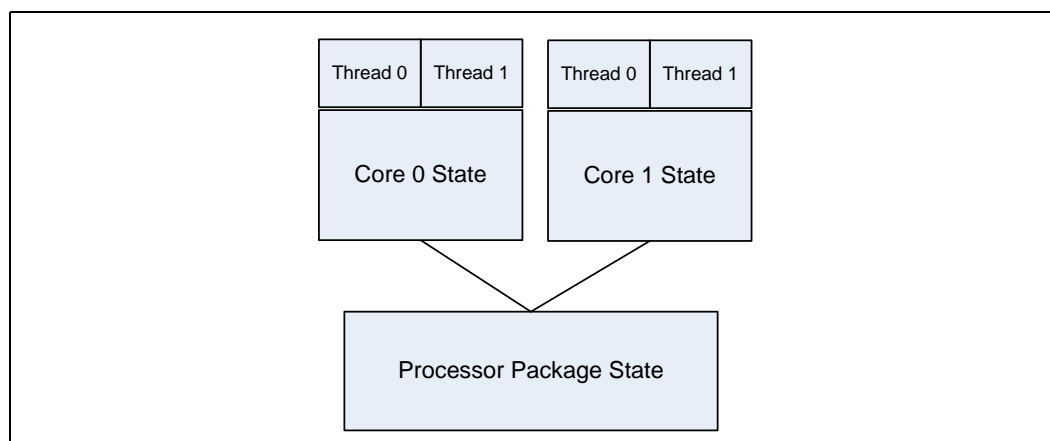 Thread 0
Thread 1
Thread 0
Thread 1
Core 0 State
Core 1 State
Processor Package State